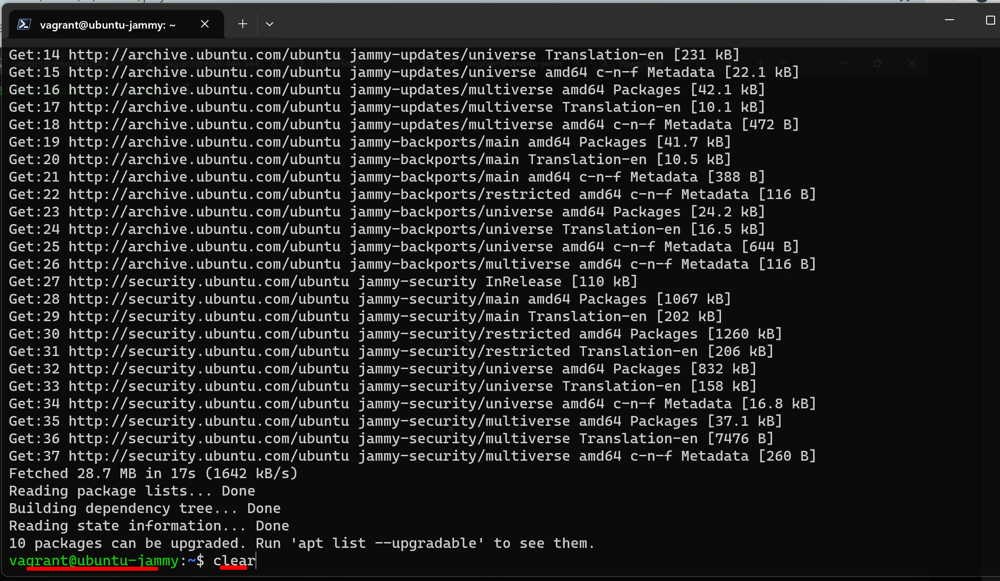 vagrant@ubuntu-jammy: ~
Get:14 http://archive.ubuntu.com/ubuntu jammy-updates/universe Translation-en [231 kB]
Get:15 http://archive.ubuntu.com/ubuntu jammy-updates/universe amd64 c-n-f Metadata [22.1 kB]
Get:16 http://archive.ubuntu.com/ubuntu jammy-updates/multiverse amd64 Packages [42.1 kB]
Get:17 http://archive.ubuntu.com/ubuntu jammy-updates/multiverse Translation-en [10.1 kB]
Get:18 http://archive.ubuntu.com/ubuntu jammy-updates/multiverse amd64 c-n-f Metadata [472 B]
Get:19 http://archive.ubuntu.com/ubuntu jammy-backports/main amd64 Packages [41.7 kB]
Get:20 http://archive.ubuntu.com/ubuntu jammy-backports/main Translation-en [10.5 kB]
Get:21 http://archive.ubuntu.com/ubuntu jammy-backports/main amd64 c-n-f Metadata [388 B]
Get:22 http://archive.ubuntu.com/ubuntu jammy-backports/restricted amd64 c-n-f Metadata [116 B]
Get:23 http://archive.ubuntu.com/ubuntu jammy-backports/universe amd64 Packages [24.2 kB]
Get:24 http://archive.ubuntu.com/ubuntu jammy-backports/universe Translation-en [16.5 kB]
Get:25 http://archive.ubuntu.com/ubuntu jammy-backports/universe amd64 c-n-f Metadata [644 B]
Get:26 http://archive.ubuntu.com/ubuntu jammy-backports/multiverse amd64 c-n-f Metadata [116 B]
Get:27 http://security.ubuntu.com/ubuntu jammy-security InRelease [110 kB]
Get:28 http://security.ubuntu.com/ubuntu jammy-security/main amd64 Packages [1067 kB]
Get:29 http://security.ubuntu.com/ubuntu jammy-security/main Translation-en [202 kB]
Get:30 http://security.ubuntu.com/ubuntu jammy-security/restricted amd64 Packages [1260 kB]
Get:31 http://security.ubuntu.com/ubuntu jammy-security/restricted Translation-en [206 kB]
Get:32 http://security.ubuntu.com/ubuntu jammy-security/universe amd64 Packages [832 kB]
Get:33 http://security.ubuntu.com/ubuntu jammy-security/universe Translation-en [158 kB]
Get:34 http://security.ubuntu.com/ubuntu jammy-security/universe amd64 c-n-f Metadata [16.8 kB]
Get:35 http://security.ubuntu.com/ubuntu jammy-security/multiverse amd64 Packages [37.1 kB]
Get:36 http://security.ubuntu.com/ubuntu jammy-security/multiverse Translation-en [7476 B]
Get:37 http://security.ubuntu.com/ubuntu jammy-security/multiverse amd64 c-n-f Metadata [260 B]
Fetched 28.7 MB in 17s (1642 kB/s)
Reading package lists... Done
Building dependency tree... Done
Reading state information... Done
10 packages can be upgraded. Run 'apt list --upgradable' to see them.
vagrant@ubuntu-jammy:~$ clear